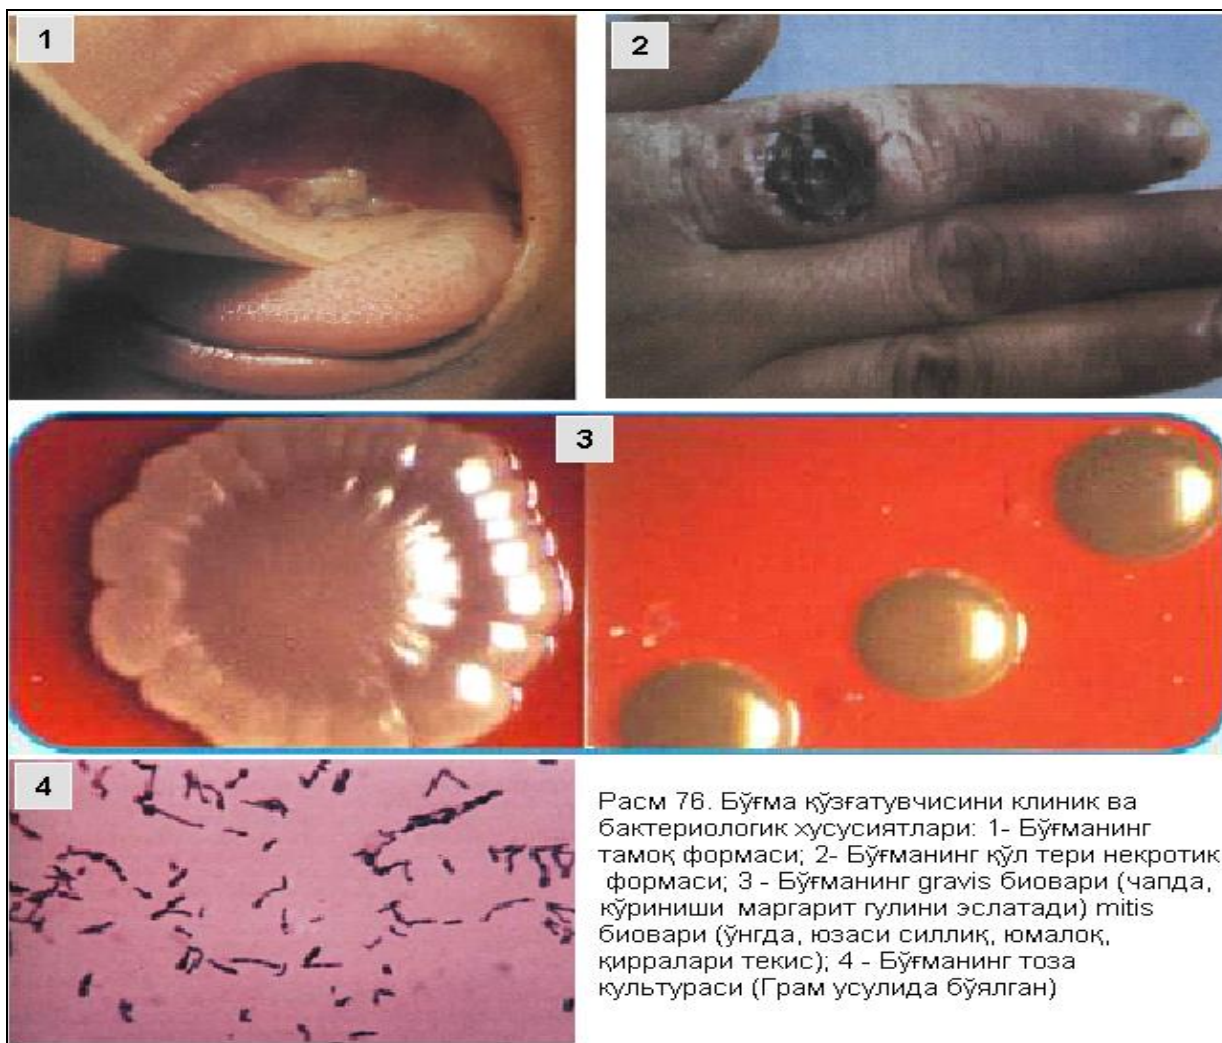 1
2
3
4
Расм 76. Бўғма қўзғатувчисини клиник ва
бактериологик хусусиятлари: 1- Бўғманинг
тамоқ формаси; 2- Бўғманинг қўл тери некротик
формаси; 3 - Бўғманинг gravis биовари (чапда,
кўриниши маргарит гулини эслатади) mitis
биовари (ўнгда, юзаси силлиқ, юмалоқ,
қирралари текис); 4 - Бўғманинг тоза
культураси (Грам усулида бўялган)